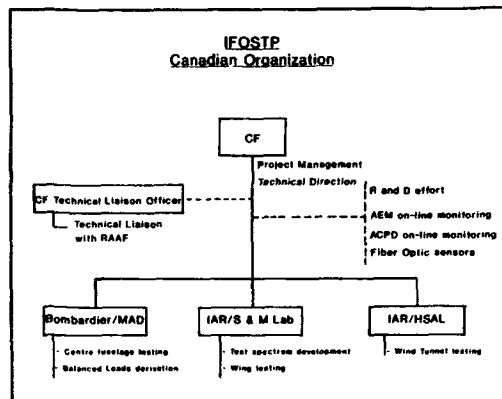 IFOSTP
Canadian Organization
CF
Project Management
Technical Direction
R and D effort
CF Technical Liaison Officer
Technical Liaison
with RAAF
AEM on-line monitoring
ACPD on-line monitoring
Fiber Optic sensors
Bombardier/MAD
IAR/S & M Lab
IAR/HSAL
- Centre fuselage testing
- Test spectrum development
- Wind Tunnel testing
- Balanced Loads derivation
- Wing testing